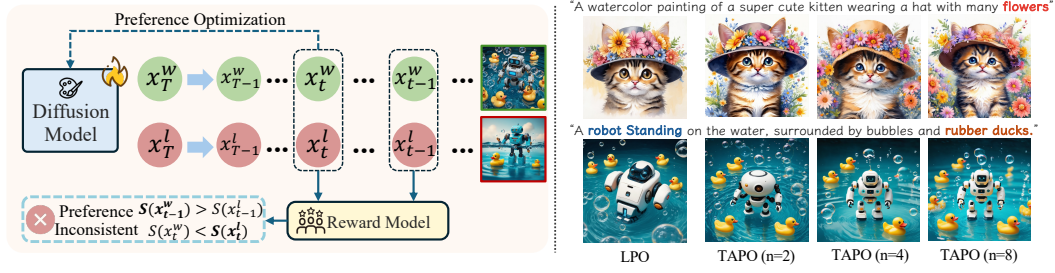 Preference Optimization
Diffusion
Model
x_T^w x_{T-1}^w ••• x_t^w ••• x_{t-1}^w •••
x_T^l x_{T-1}^l ••• x_t^l ••• x_{t-1}^l •••
Preference S(x_{t-1}^w) > S(x_{t-1}^l)
Inconsistent S(x_t^w) < S(x_t^l)
Reward Model
"A watercolor painting of a super cute kitten wearing a hat with many flowers"
"A robot Standing on the water, surrounded by bubbles and rubber ducks."
LPO TAPO (n=2) TAPO (n=4) TAPO (n=8)